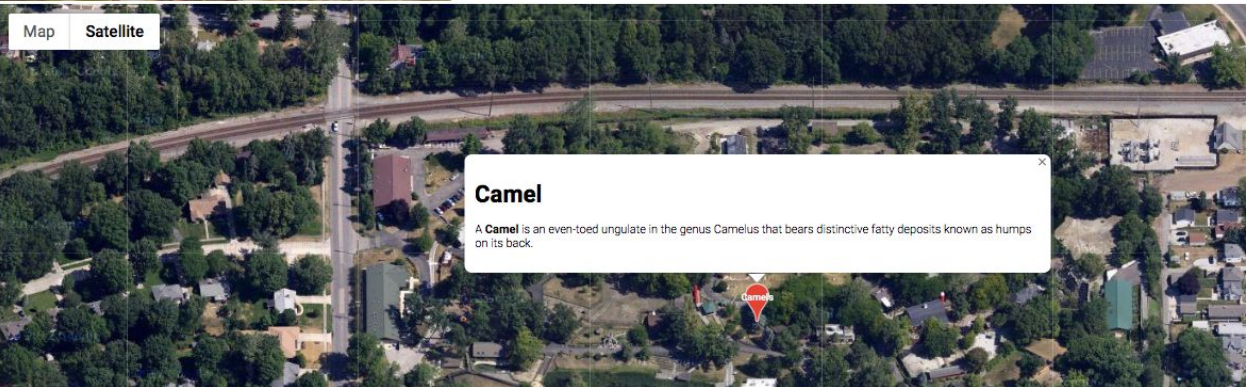 Map Satellite
Camel
A Camel is an even-toed ungulate in the genus Camelus that bears distinctive fatty deposits known as humps
on its back.
Camels